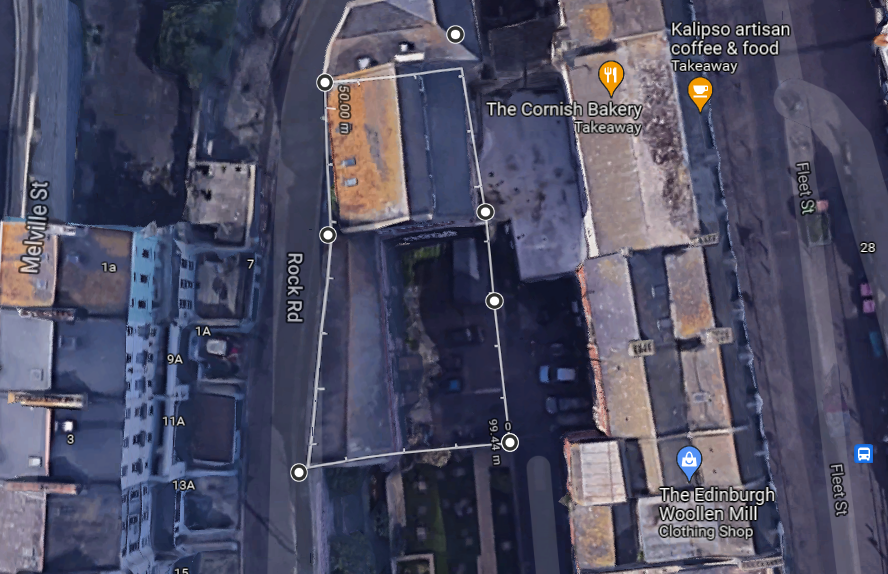 Kalipso artisan
coffee & food
Takeaway
The Cornish Bakery
Takeaway
50.00 m
Fleet St
Melville St
1a
7
28
Rock Rd
1A
9A
11A
3
99.44 m
0
13A
The Edinburgh
Woollen Mill
Clothing Shop
Fleet St
15